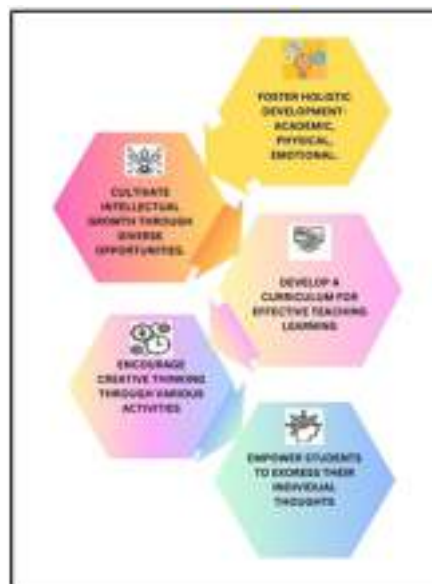 FOSTER HOLISTIC
DEVELOPMENT-
ACADEMIC,
PHYSICAL,
EMOTIONAL.
CULTIVATE
INTELLECTUAL
GROWTH THROUGH
DIVERSE
OPPORTUNITIES.
DEVELOP A
CURRICULUM FOR
EFFECTIVE TEACHING
LEARNING
ENCOURAGE
CREATIVE THINKING
THROUGH VARIOUS
ACTIVITIES
EMPOWER STUDENTS
TO EXORESS THEIR
INDIVIDUAL
THOUGHTS